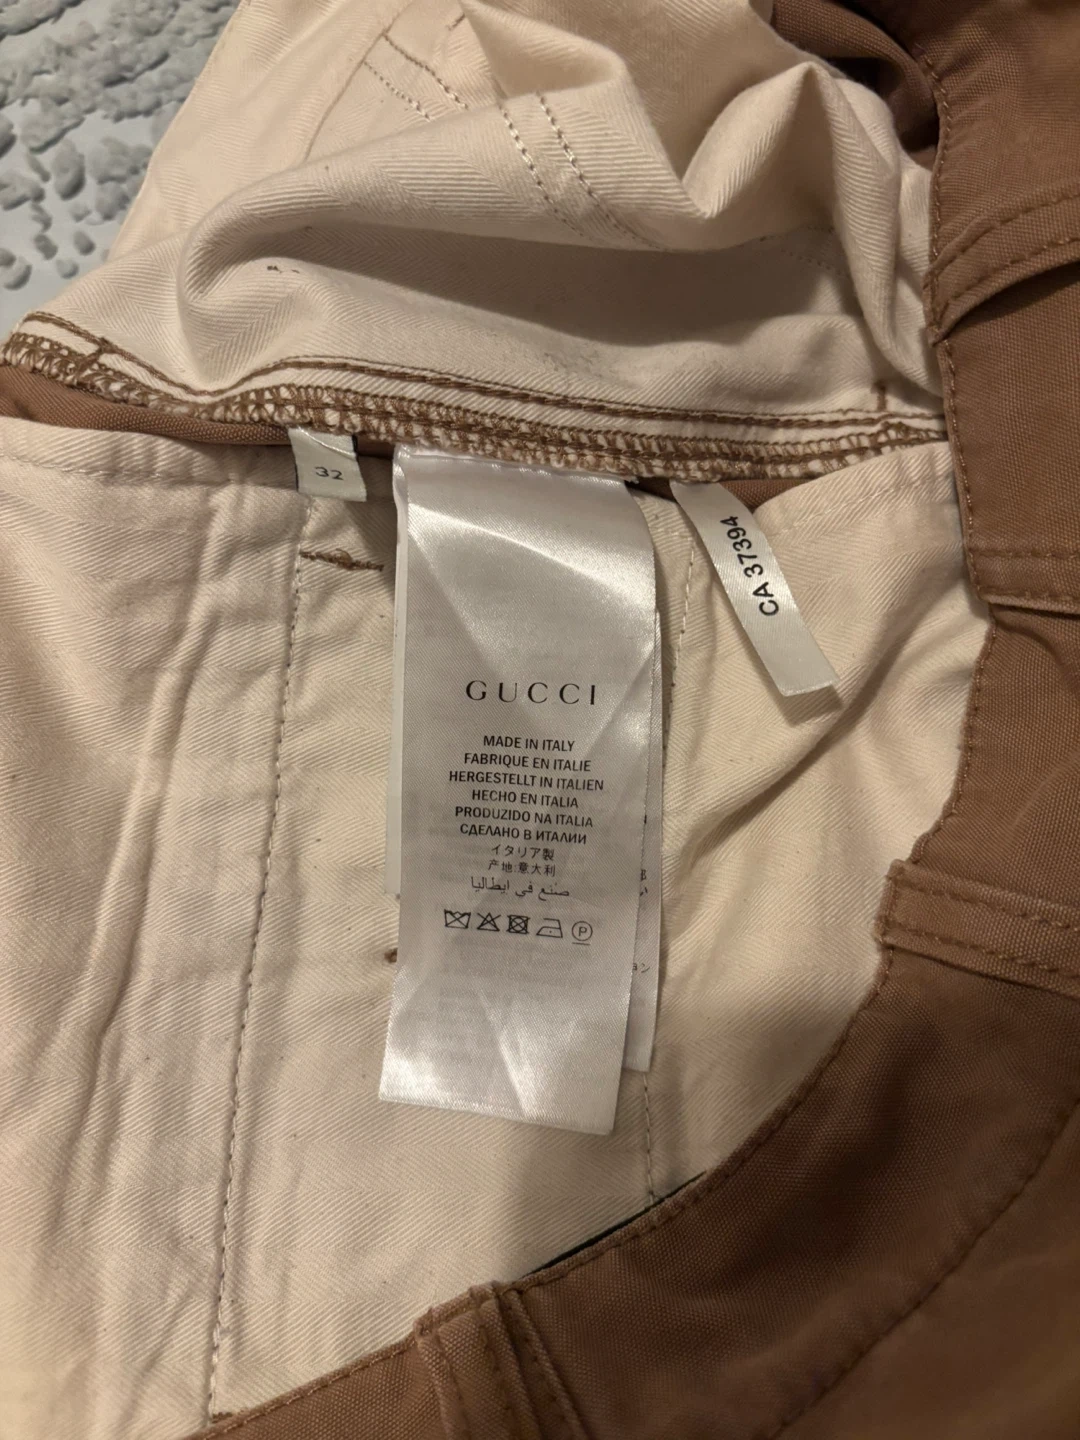 32
CA 37394
GUCCI
MADE IN ITALY
FABRIQUE EN ITALIE
HERGESTELLT IN ITALIEN
HECHO EN ITALIA
PRODUZIDO NA ITALIA
СДЕЛАНО В ИТАЛИИ
イタリア製
产地:意大利
صنع في ايطاليا
P